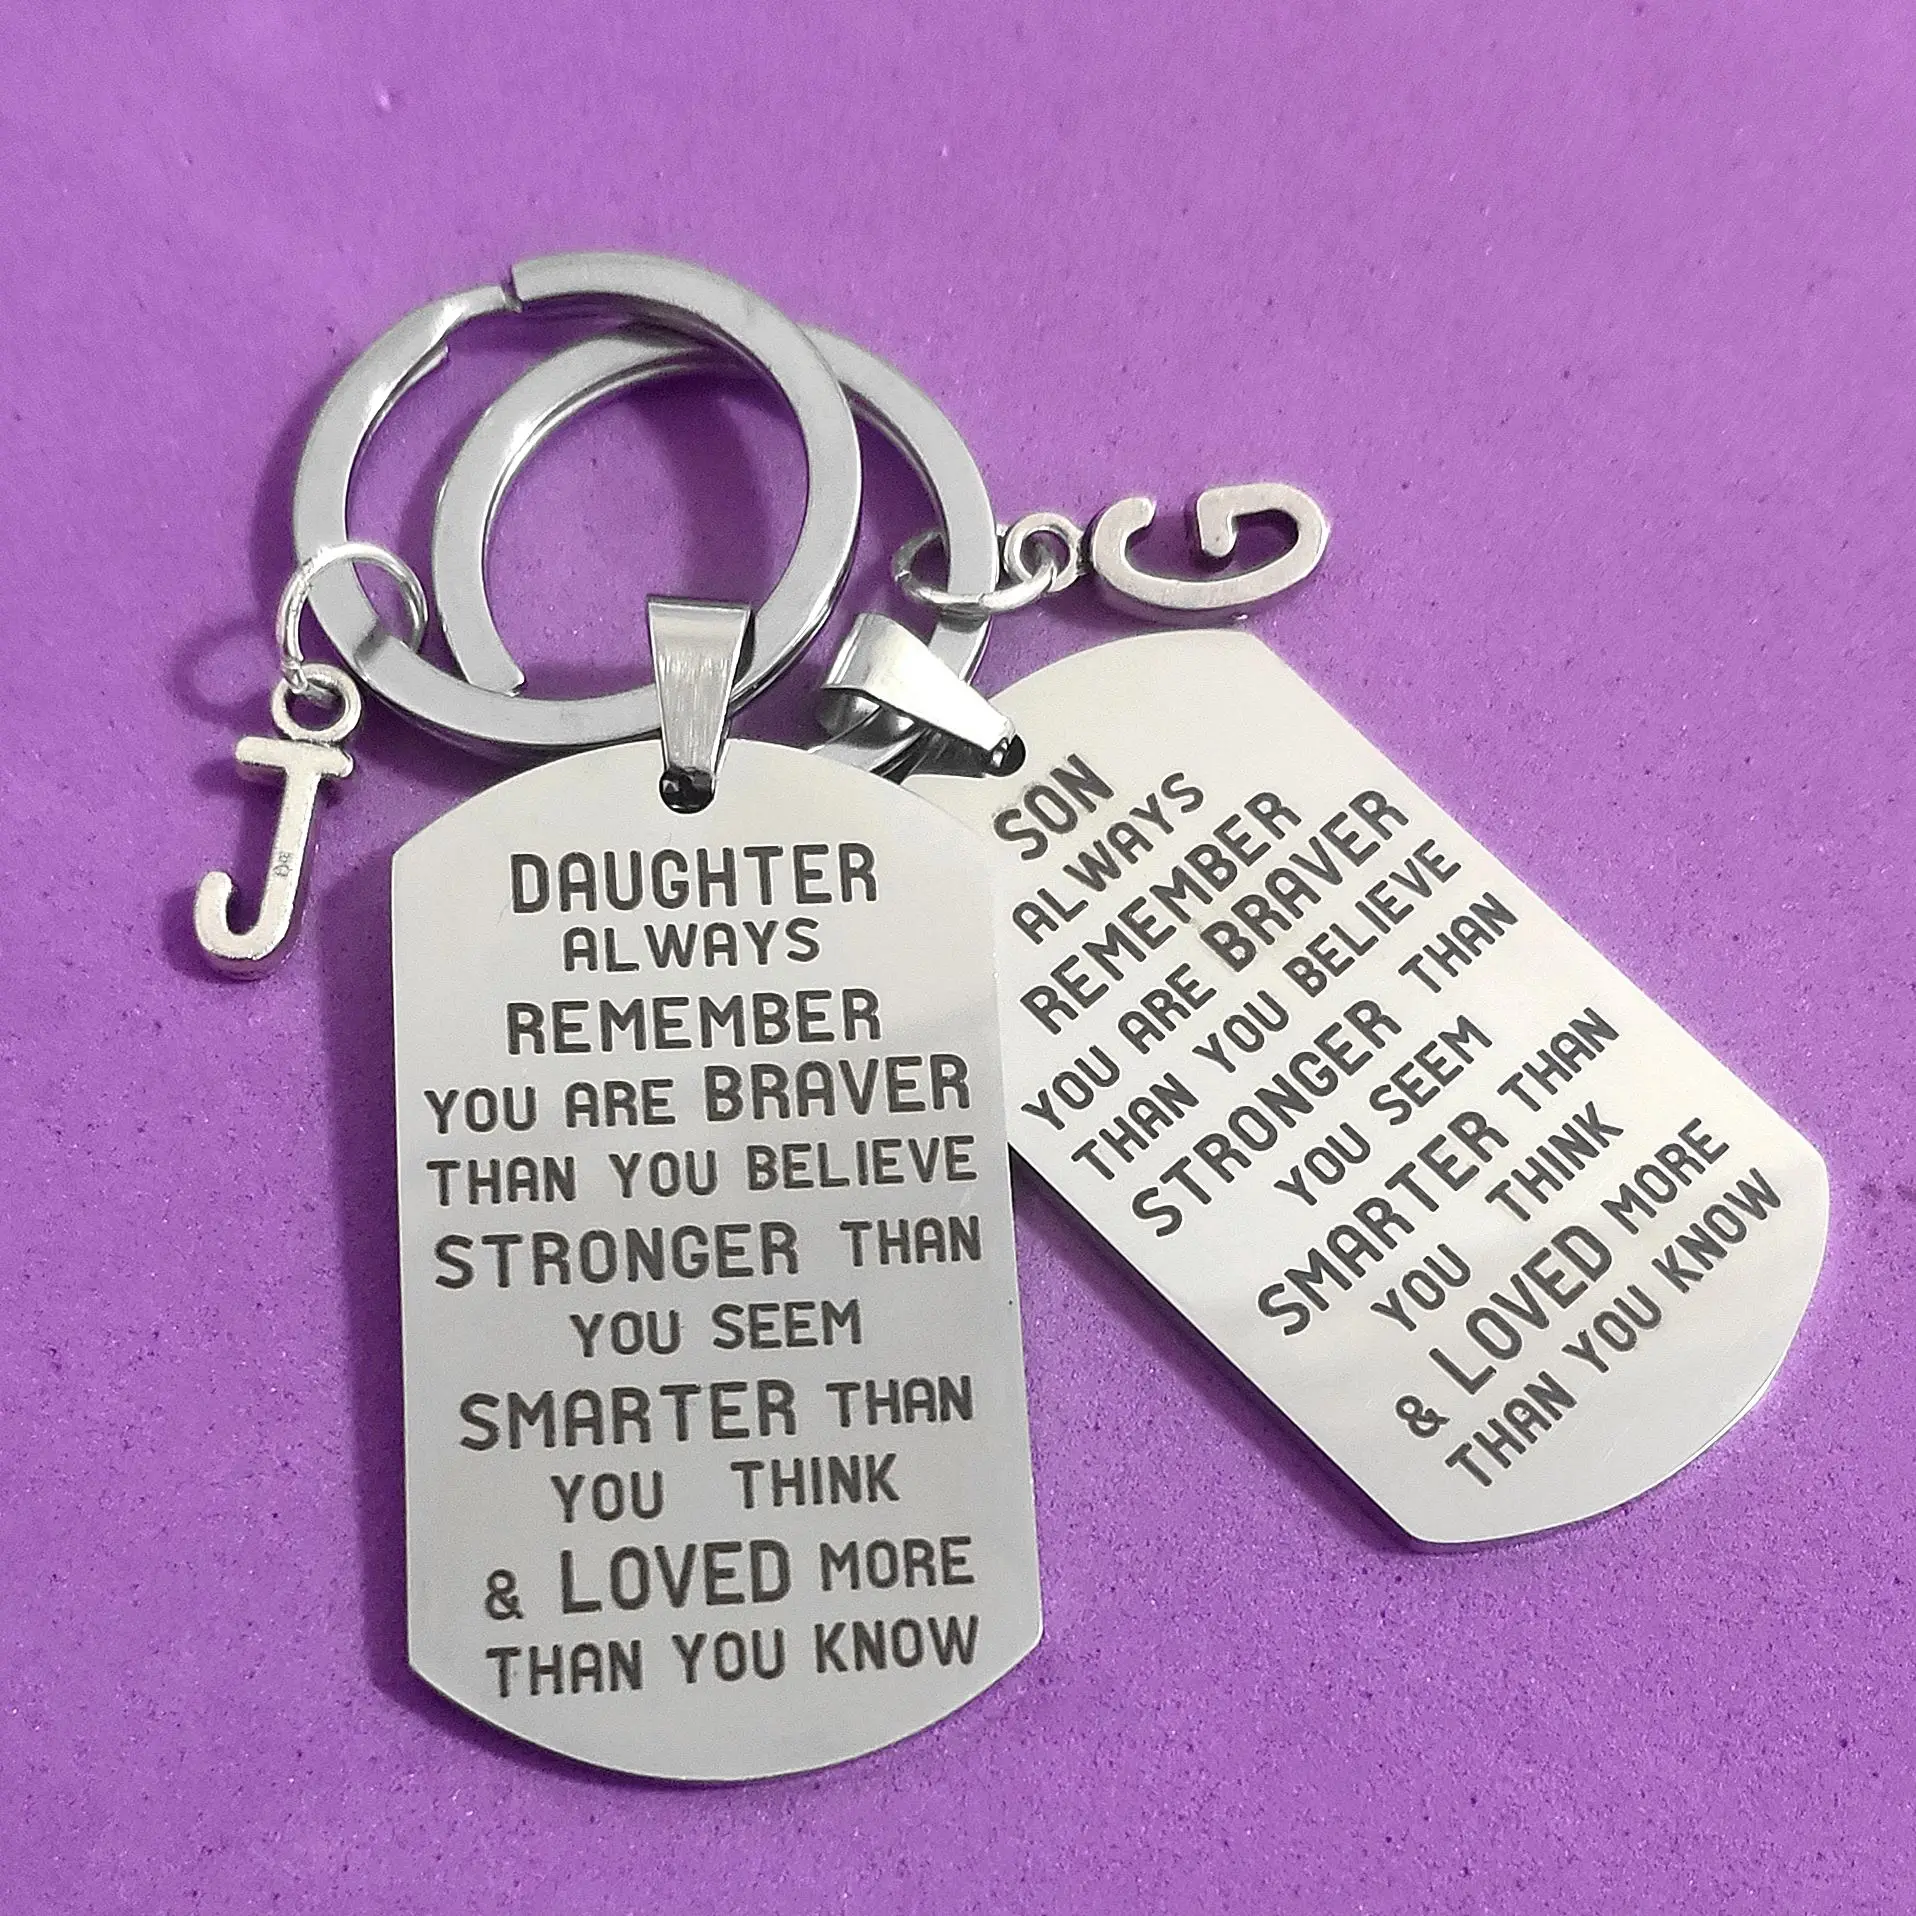 J
G
DAUGHTER
ALWAYS
REMEMBER
YOU ARE BRAVER
THAN YOU BELIEVE
STRONGER THAN
YOU SEEM
SMARTER THAN
YOU THINK
& LOVED MORE
THAN YOU KNOW
SON
ALWAYS
REMEMBER
YOU ARE BRAVER
THAN YOU BELIEVE
STRONGER THAN
YOU SEEM
SMARTER THAN
YOU THINK
& LOVED MORE
THAN YOU KNOW